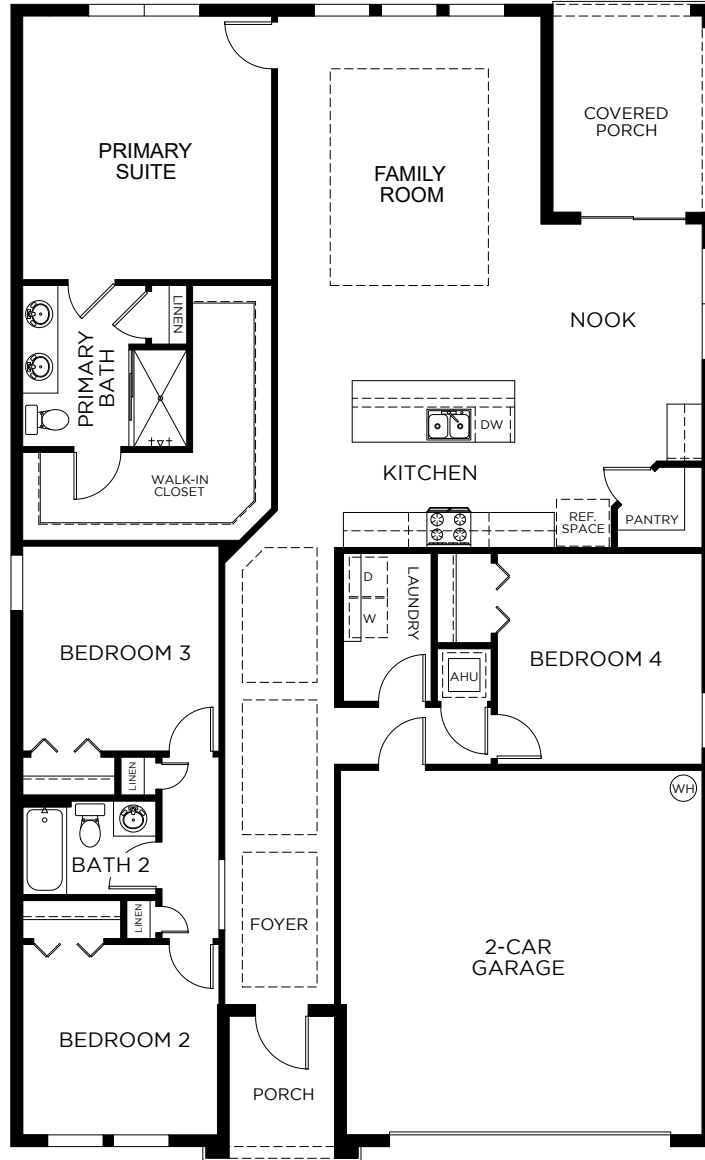 COVERED
PORCH
PRIMARY
SUITE
FAMILY
ROOM
LINEN
NOOK
PRIMARY
BATH
DW
KITCHEN
WALK-IN
CLOSET
REF.
SPACE
PANTRY
D
LAUNDRY
W
BEDROOM 3
BEDROOM 4
AHU
LINEN
WH
BATH 2
LINEN
FOYER
2-CAR
GARAGE
BEDROOM 2
PORCH